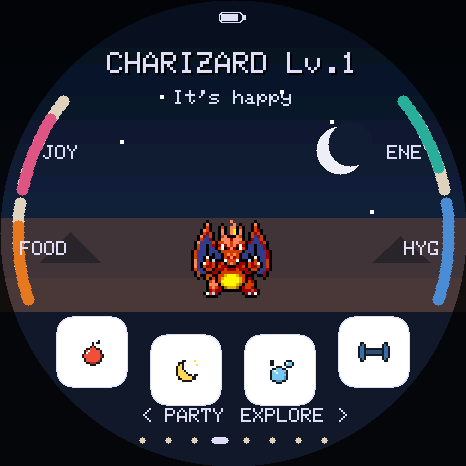 CHARIZARD Lv.1
It's happy
JOY
ENE
FOOD
HYG
< PARTY EXPLORE >